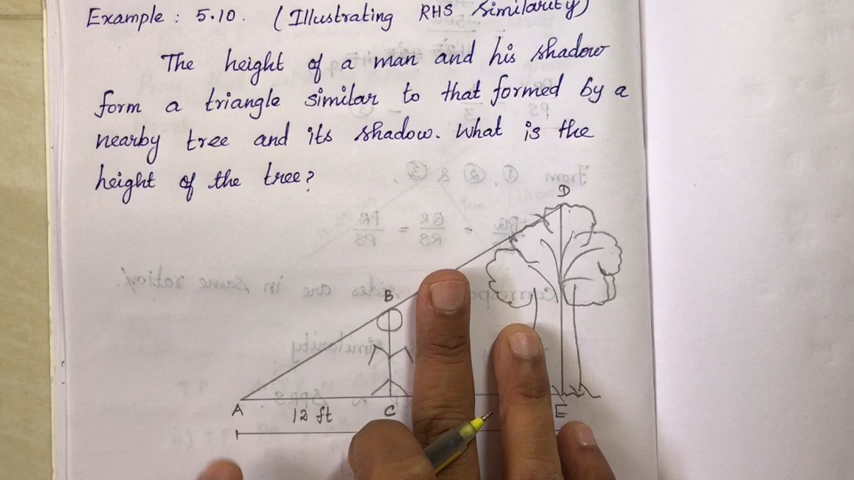 Example : 5.10. (Illustrating RHS Similarity)
The height of a man and his shadow
form a triangle similar to that formed by a
nearby tree and its shadow. What is the
height of the tree?
D
B
A
12 ft
C
E